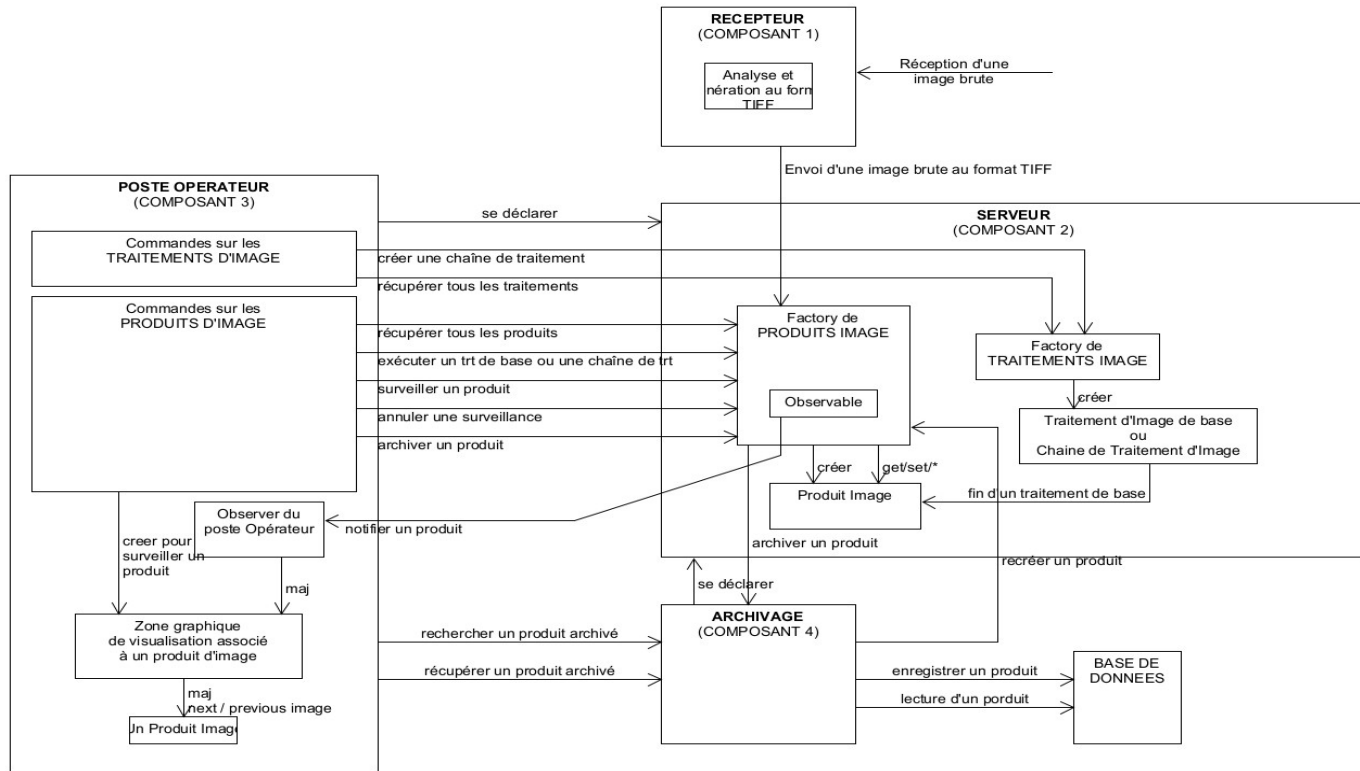 RECEPTEUR
(COMPOSANT 1)
Analyse et
nération au form
TIFF
Réception d'une
image brute
Envoi d'une image brute au format TIFF
POSTE OPERATEUR
(COMPOSANT 3)
se déclarer
SERVEUR
(COMPOSANT 2)
Commandes sur les
TRAITEMENTS D'IMAGE
créer une chaîne de traitement
récupérer tous les traitements
Commandes sur les
PRODUITS D'IMAGE
récupérer tous les produits
exécuter un trt de base ou une chaîne de trt
surveiller un produit
annuler une surveillance
archiver un produit
Factory de
PRODUITS IMAGE
Observable
Factory de
TRAITEMENTS IMAGE
créer
Traitement d'Image de base
ou
Chaine de Traitement d'Image
créer
get/set/*
Produit Image
fin d'un traitement de base
Observer du
poste Opérateur
notifier un produit
creer pour
surveiller un
produit
maj
archiver un produit
recréer un produit
se déclarer
Zone graphique
de visualisation associé
à un produit d'image
maj
next / previous image
Un Produit Image
rechercher un produit archivé
récupérer un produit archivé
ARCHIVAGE
(COMPOSANT 4)
enregistrer un produit
lecture d'un porduit
BASE DE
DONNEES